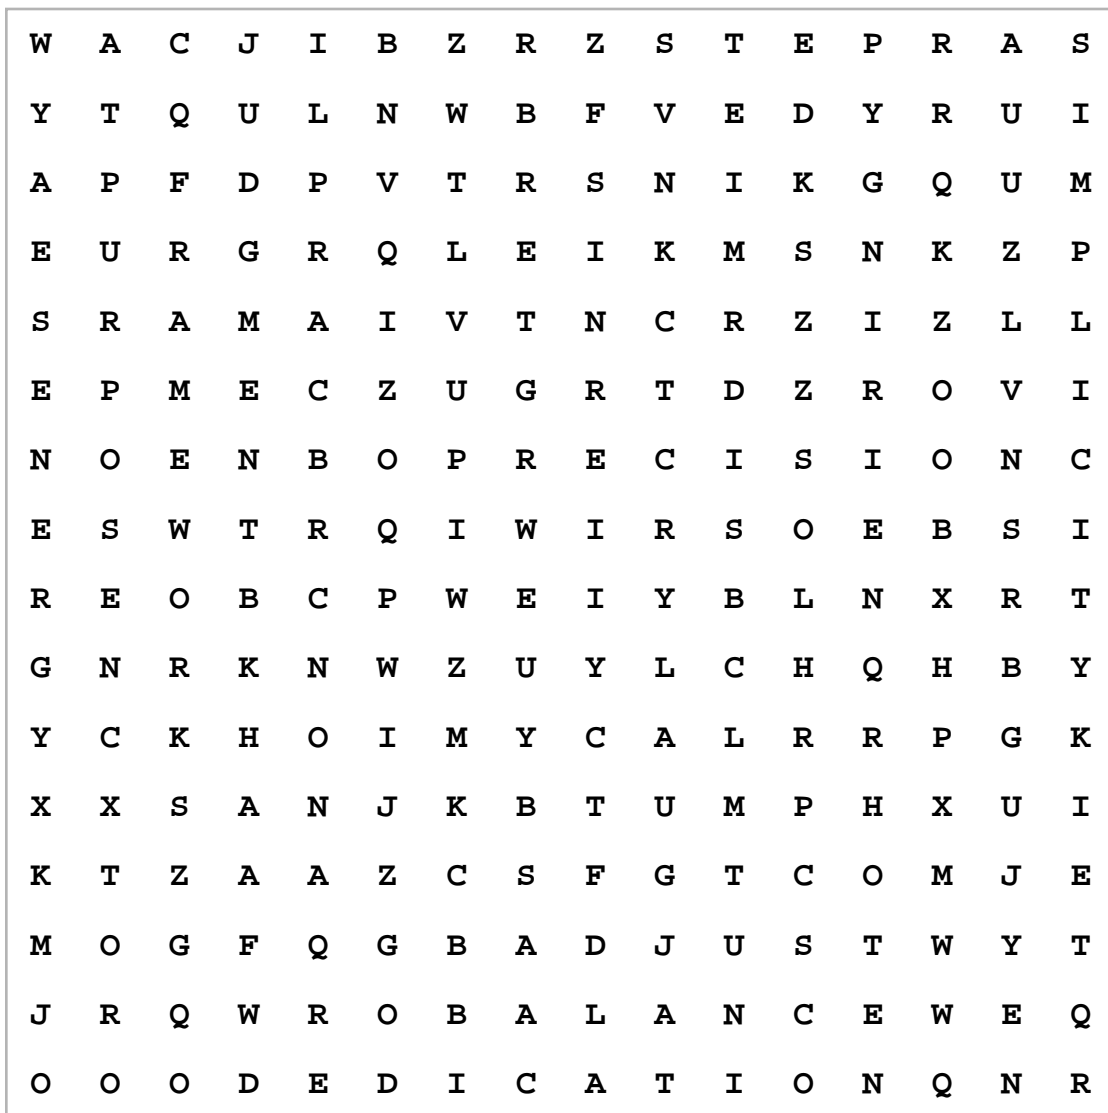 W A C J I B Z R Z S T E P R A S
Y T Q U L N W B F V E D Y R U I
A P F D P V T R S N I K G Q U M
E U R G R Q L E I K M S N K Z P
S R A M A I V T N C R Z I Z L L
E P M E C Z U G R T D Z R O V I
N O E N B O P R E C I S I O N C
E S W T R Q I W I R S O E B S I
R E O B C P W E I Y B L N X R T
G N R K N W Z U Y L C H Q H B Y
Y C K H O I M Y C A L R R P G K
X X S A N J K B T U M P H X U I
K T Z A A Z C S F G T C O M J E
M O G F Q G B A D J U S T W Y T
J R Q W R O B A L A N C E W E Q
O O O D E D I C A T I O N Q N R